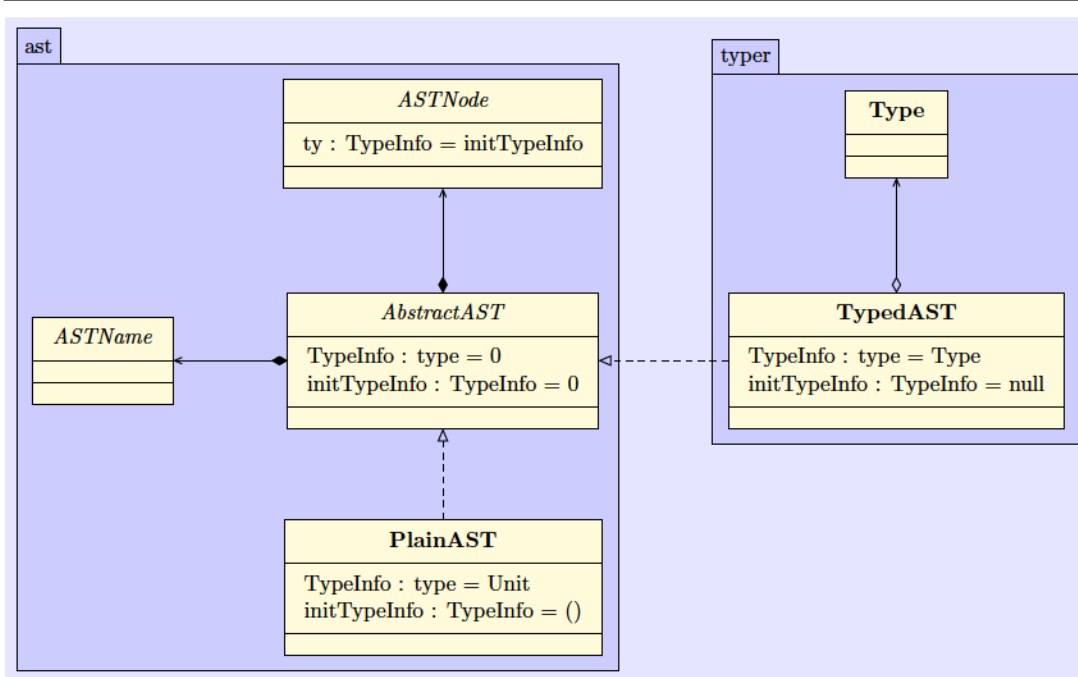 ast
ASTNode
ty : TypeInfo = initTypeInfo
ASTName
AbstractAST
TypeInfo : type = 0
initTypeInfo : TypeInfo = 0
PlainAST
TypeInfo : type = Unit
initTypeInfo : TypeInfo = ()
typer
Type
TypedAST
TypeInfo : type = Type
initTypeInfo : TypeInfo = null